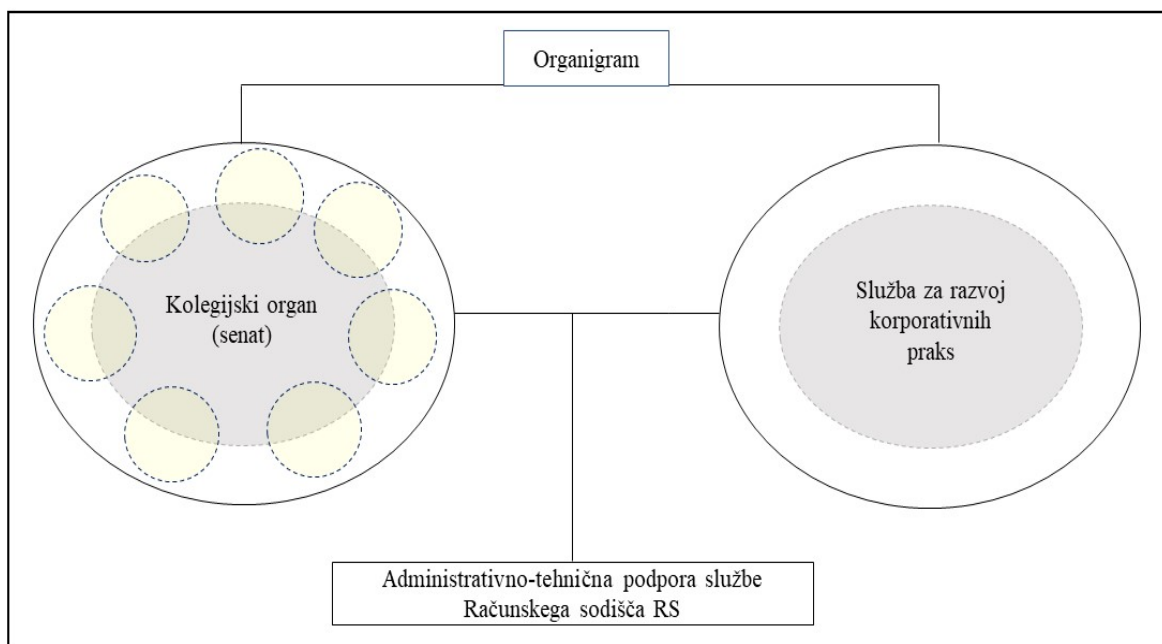 Organigram
Kolegijski organ
(senat)
Služba za razvoj
korporativnih
praks
Administrativno-tehnična podpora službe
Računskega sodišča RS